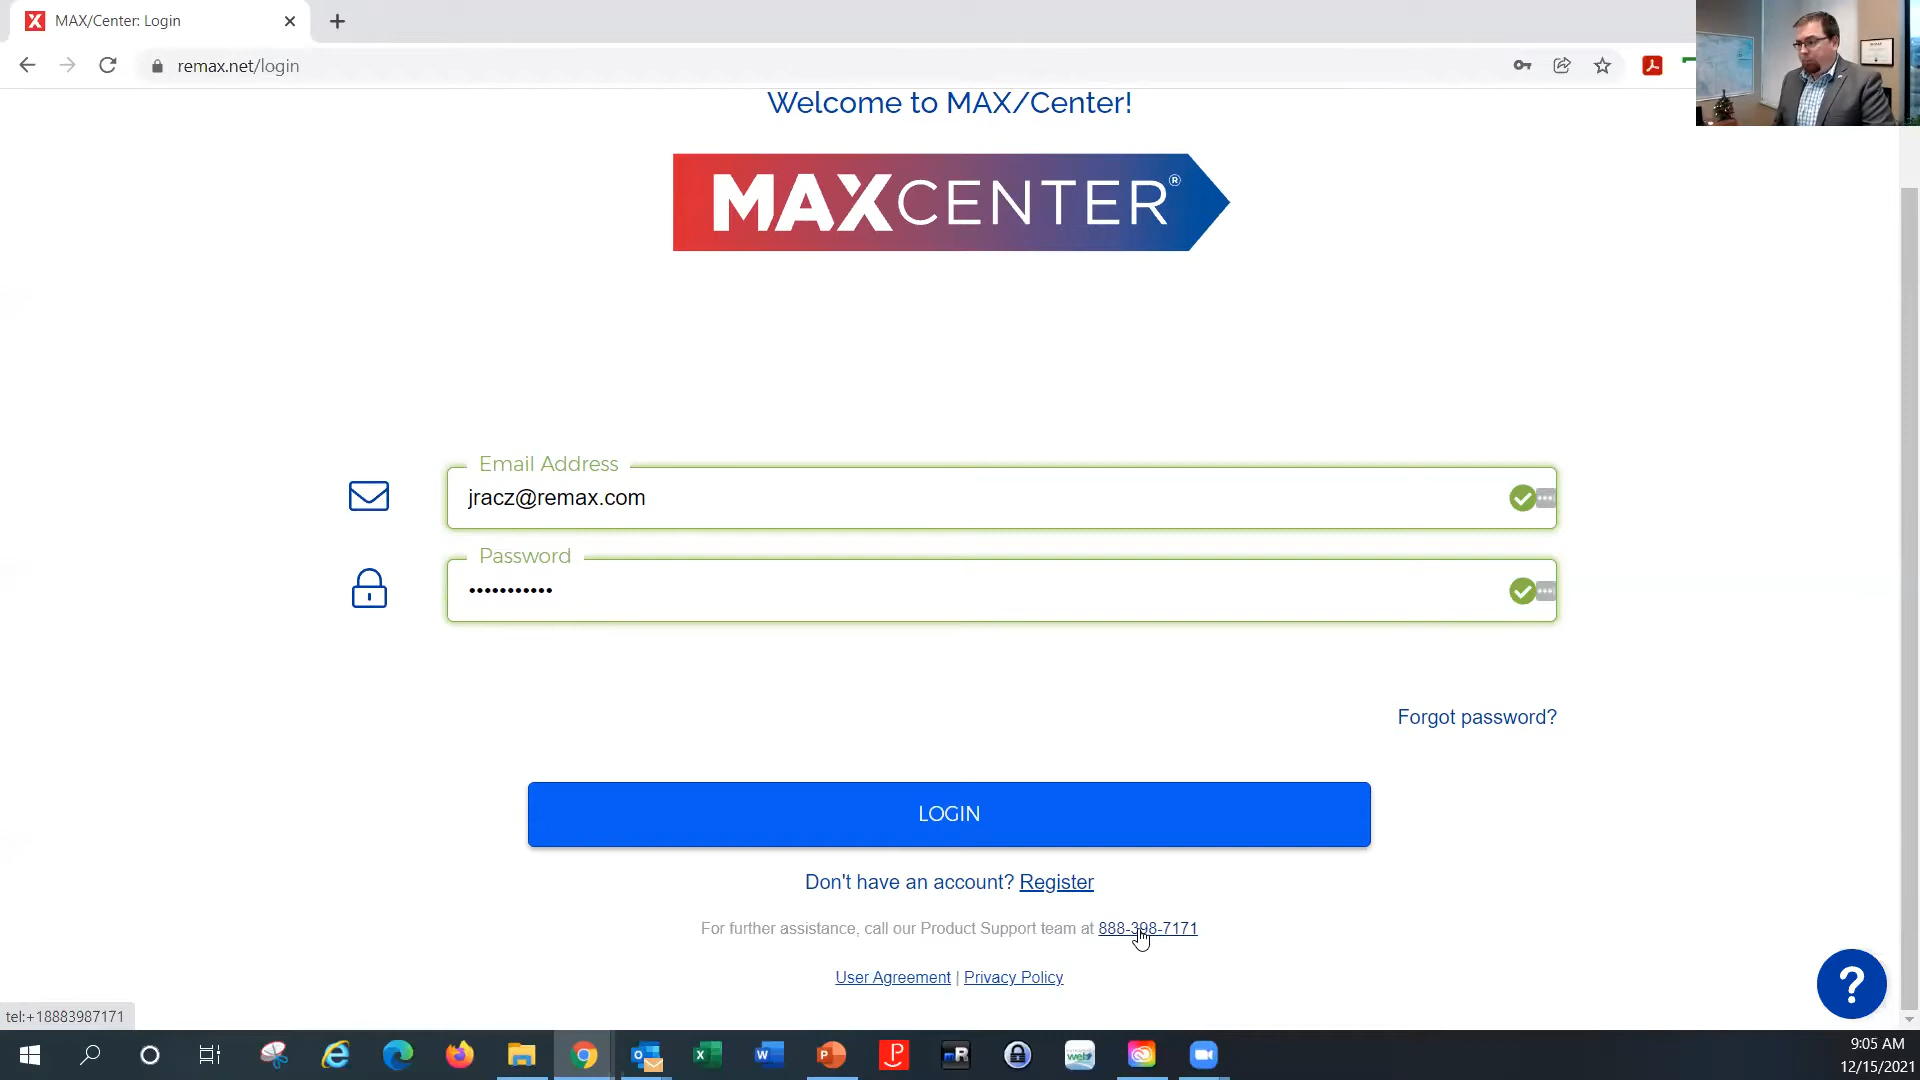 MAX/Center: Login
remax.net/login
Welcome to MAX/Center!
MAXCENTER®
Email Address
jracz@remax.com
Password
•••••••••••
Forgot password?
LOGIN
Don't have an account? Register
For further assistance, call our Product Support team at 888-398-7171
User Agreement | Privacy Policy
?
tel:+18883987171
9:05 AM
12/15/2021